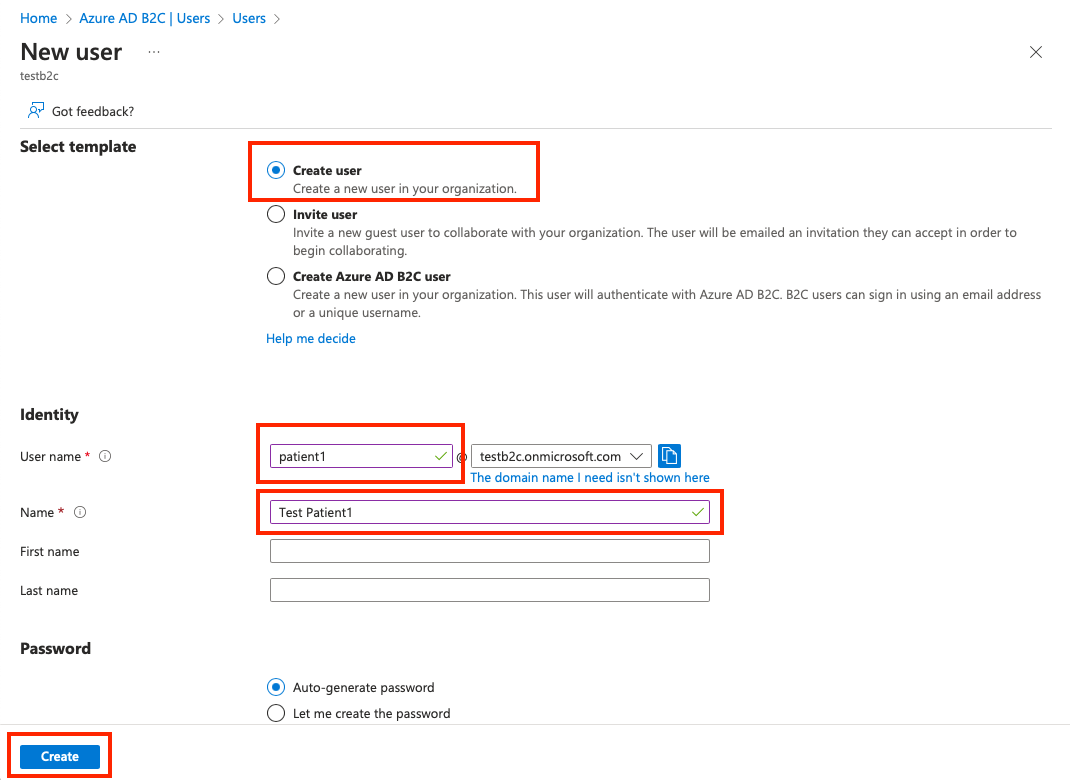 Home > Azure AD B2C | Users > Users >
New user ...
testb2c
Got feedback?
Select template
Create user
Create a new user in your organization.
Invite user
Invite a new guest user to collaborate with your organization. The user will be emailed an invitation they can accept in order to
begin collaborating.
Create Azure AD B2C user
Create a new user in your organization. This user will authenticate with Azure AD B2C. B2C users can sign in using an email address
or a unique username.
Help me decide
Identity
User name * patient1 @ testb2c.onmicrosoft.com
The domain name I need isn't shown here
Name * Test Patient1
First name
Last name
Password
Auto-generate password
Let me create the password
Create